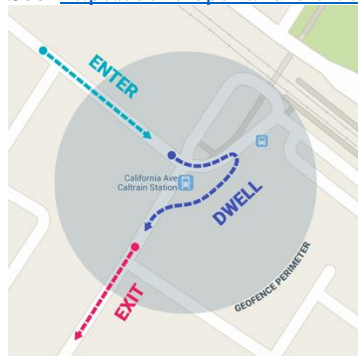 ENTER
California Ave
Caltrain Station
DWELL
EXIT
GEOFENCE PERIMETER